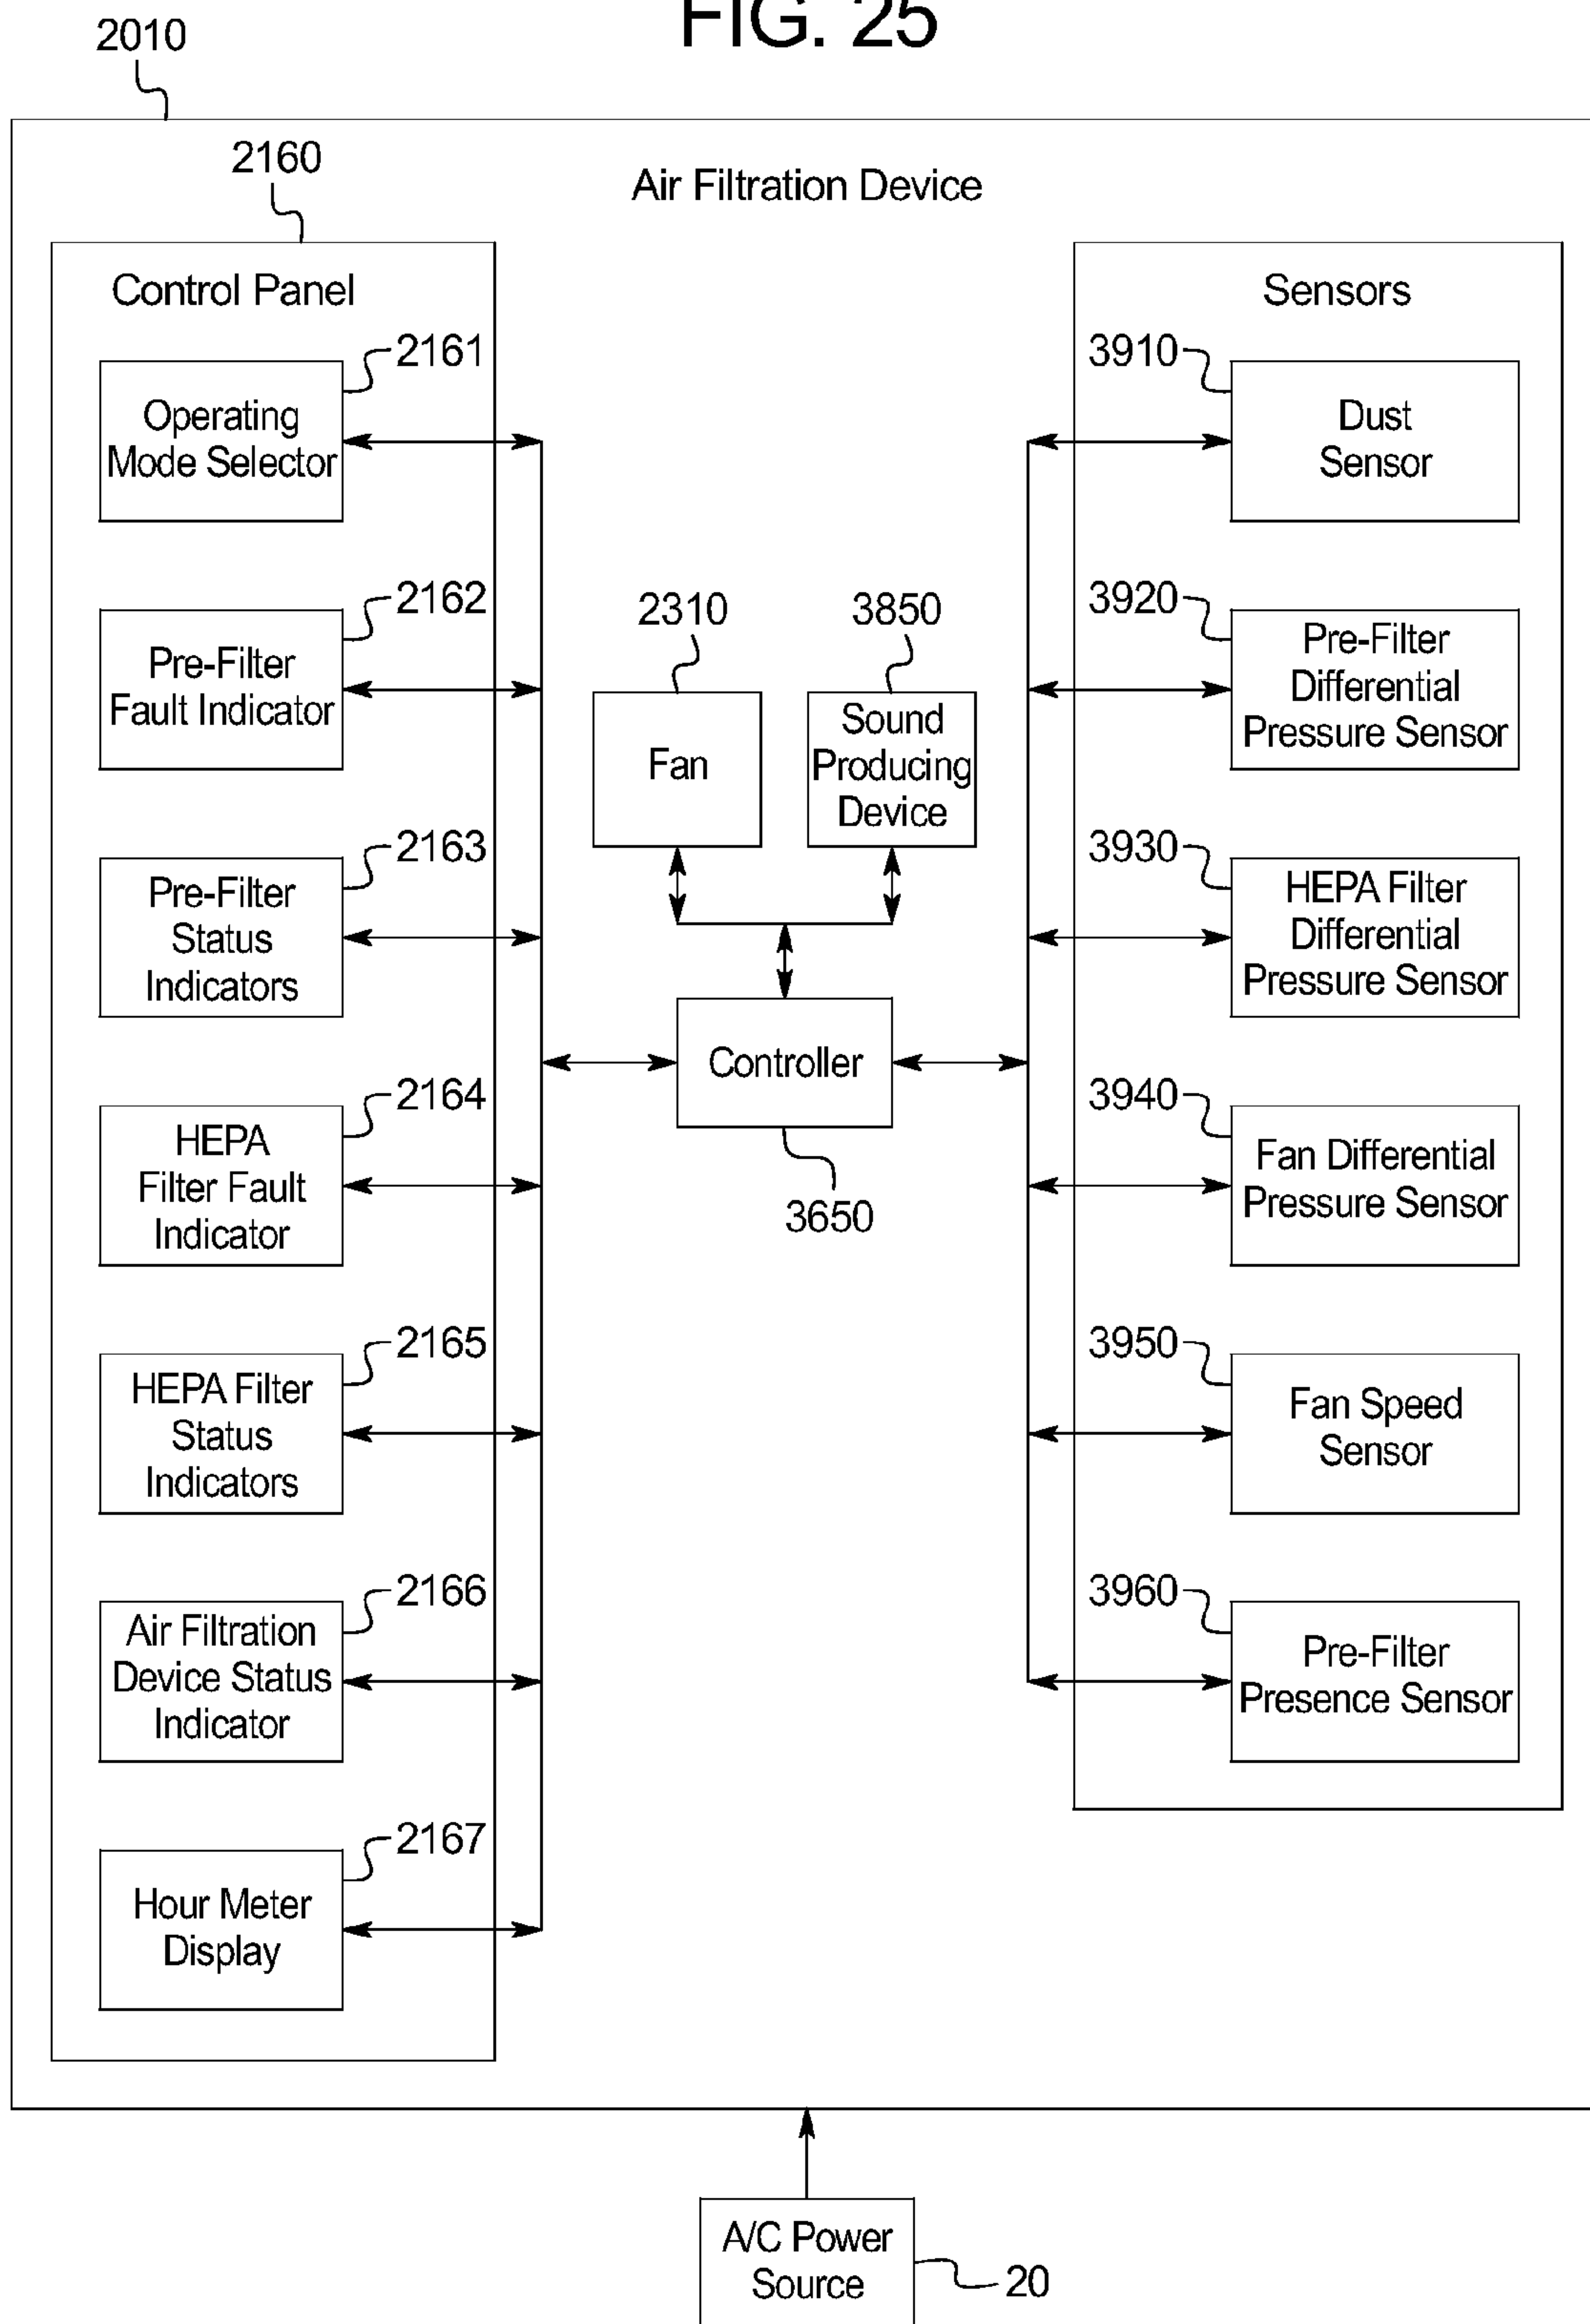 FIG. 25
2010
2160
Air Filtration Device
Control Panel
2161
Operating
Mode Selector
2162
Pre-Filter
Fault Indicator
2163
Pre-Filter
Status
Indicators
2164
HEPA
Filter Fault
Indicator
2165
HEPA Filter
Status
Indicators
2166
Air Filtration
Device Status
Indicator
2167
Hour Meter
Display
2310
Fan
3850
Sound
Producing
Device
Controller
3650
Sensors
3910
Dust
Sensor
3920
Pre-Filter
Differential
Pressure Sensor
3930
HEPA Filter
Differential
Pressure Sensor
3940
Fan Differential
Pressure Sensor
3950
Fan Speed
Sensor
3960
Pre-Filter
Presence Sensor
A/C Power
Source
20